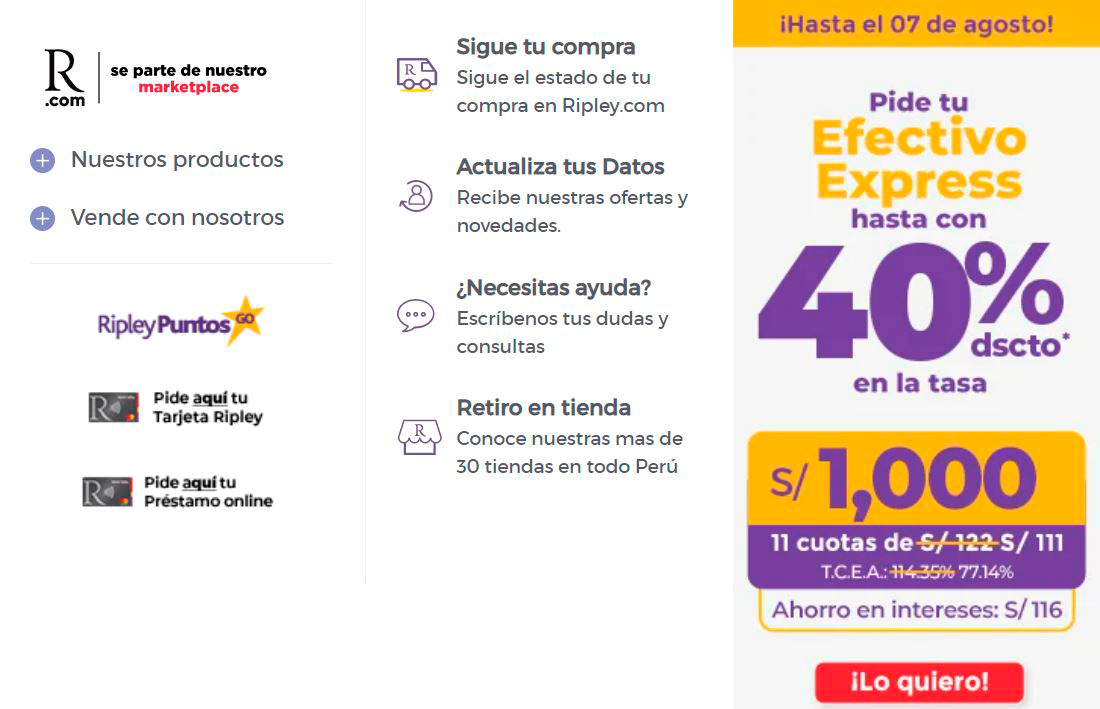 R
.com
se parte de nuestro
marketplace
Nuestros productos
Vende con nosotros
RipleyPuntos GO
R
Pide aquí tu
Tarjeta Ripley
R
Pide aquí tu
Préstamo online
R
Sigue tu compra
Sigue el estado de tu
compra en Ripley.com
Actualiza tus Datos
Recibe nuestras ofertas y
novedades.
¿Necesitas ayuda?
Escríbenos tus dudas y
consultas
R
Retiro en tienda
Conoce nuestras mas de
30 tiendas en todo Perú
¡Hasta el 07 de agosto!
Pide tu
Efectivo
Express
hasta con
40%
dscto*
en la tasa
S/ 1,000
11 cuotas de S/ 122 S/ 111
T.C.E.A.: 114.35% 77.14%
Ahorro en intereses: S/ 116
¡Lo quiero!